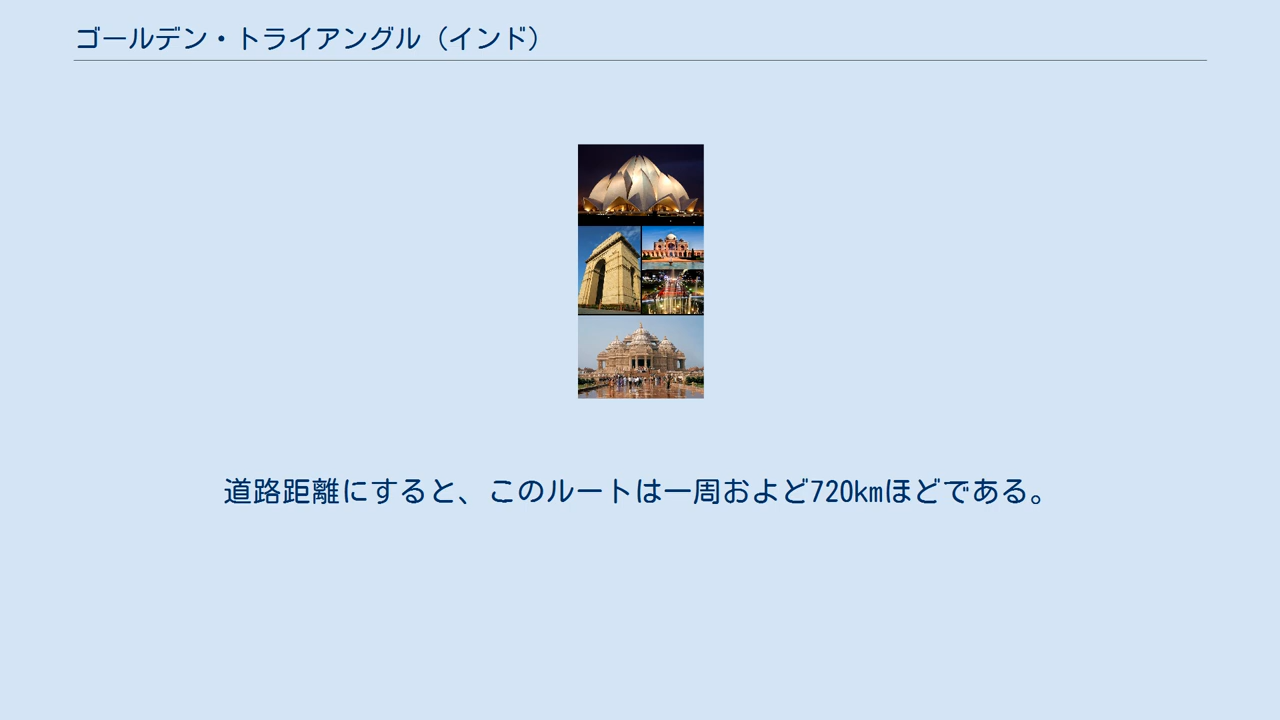 ゴールデン・トライアングル（インド）
道路距離にすると、このルートは一周およど720kmほどである。